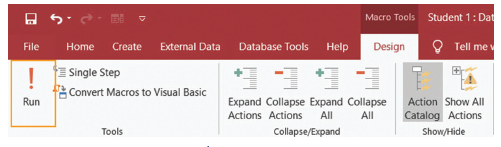 Macro Tools Student 1 : Dat
File Home Create External Data Database Tools Help Design Tell me w
Single Step
Convert Macros to Visual Basic
Run
Expand Collapse Expand Collapse
Actions Actions All All
Action Show All
Catalog Actions
Tools Collapse/Expand Show/Hide